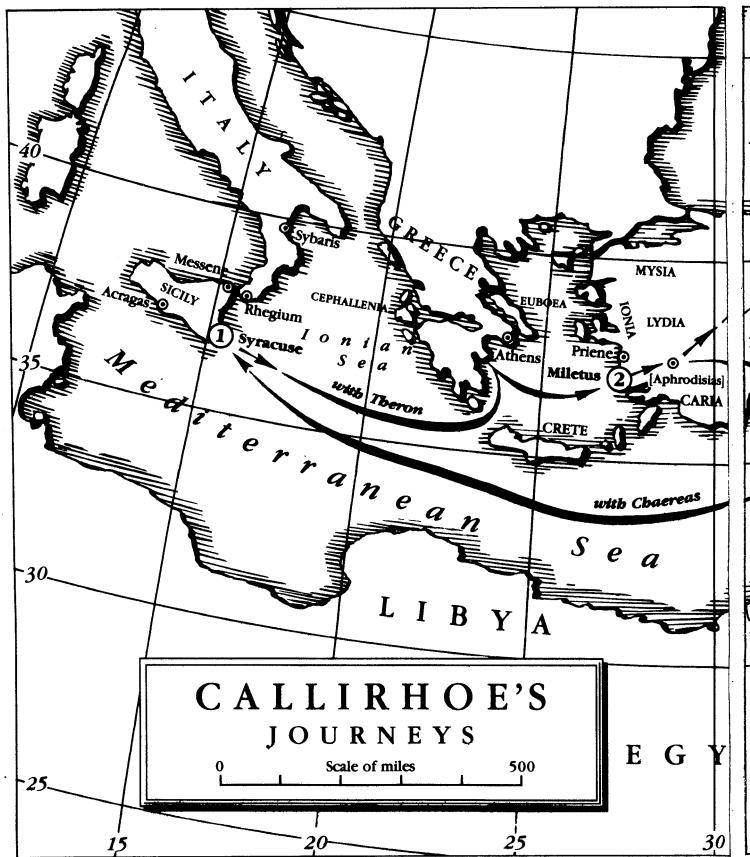 ITALY
40
Sybaris
GREECE
Messene
SICILY
Acragas
Rhegium
CEPHALLENIA
EUBOEA
MYSIA
IONIA
LYDIA
1
Syracuse
Ionian
Sea
Athens
Priene
Miletus
2
[Aphrodisias]
CARIA
35
with Theron
CRETE
Mediterranean
Sea
with Chaereas
30
LIBYA
CALLIRHOE'S
JOURNEYS
Scale of miles
0 500
EGY
25
15 20 25 30